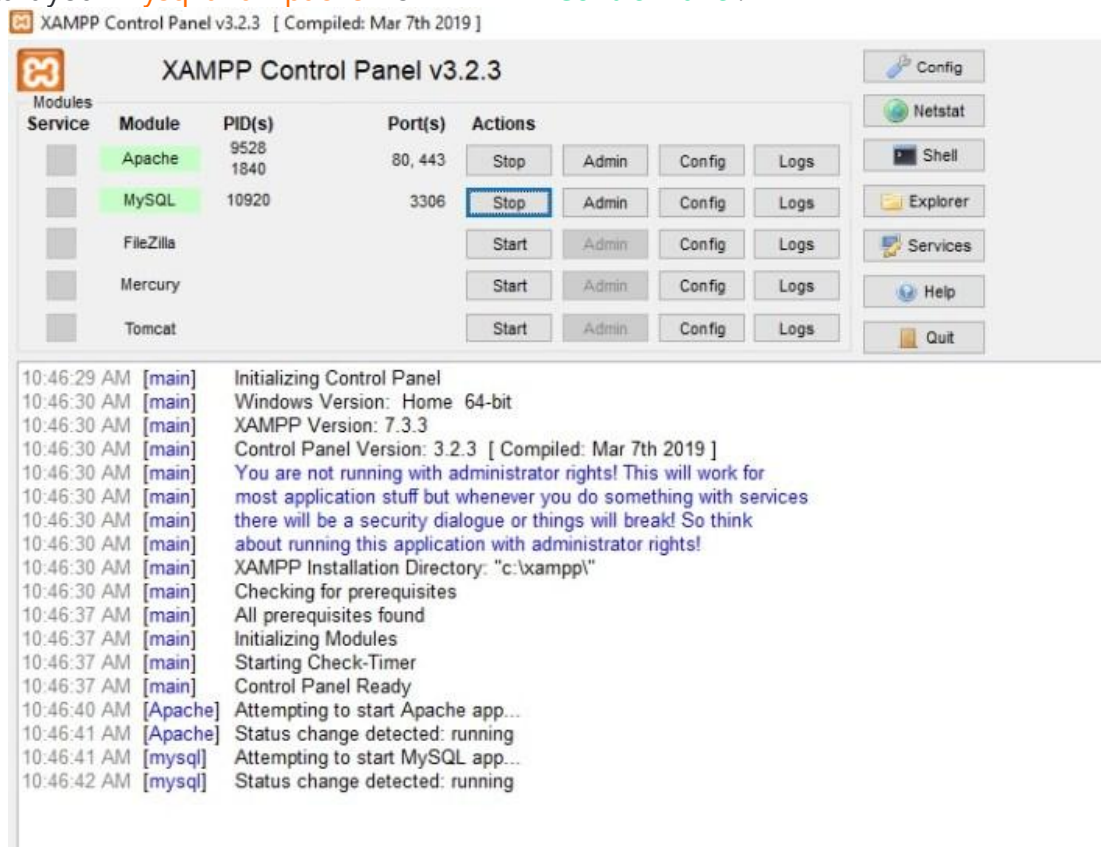 XAMPP Control Panel v3.2.3 [ Compiled: Mar 7th 2019 ]
XAMPP Control Panel v3.2.3
Modules
Service Module PID(s) Port(s) Actions
Apache 9528 1840 80, 443 Stop Admin Config Logs
MySQL 10920 3306 Stop Admin Config Logs
FileZilla Start Admin Config Logs
Mercury Start Admin Config Logs
Tomcat Start Admin Config Logs
Config
Netstat
Shell
Explorer
Services
Help
Quit
10:46:29 AM [main] Initializing Control Panel
10:46:30 AM [main] Windows Version: Home 64-bit
10:46:30 AM [main] XAMPP Version: 7.3.3
10:46:30 AM [main] Control Panel Version: 3.2.3 [ Compiled: Mar 7th 2019 ]
10:46:30 AM [main] You are not running with administrator rights! This will work for
10:46:30 AM [main] most application stuff but whenever you do something with services
10:46:30 AM [main] there will be a security dialogue or things will break! So think
10:46:30 AM [main] about running this application with administrator rights!
10:46:30 AM [main] XAMPP Installation Directory: "c:\xampp\"
10:46:30 AM [main] Checking for prerequisites
10:46:37 AM [main] All prerequisites found
10:46:37 AM [main] Initializing Modules
10:46:37 AM [main] Starting Check-Timer
10:46:37 AM [main] Control Panel Ready
10:46:40 AM [Apache] Attempting to start Apache app...
10:46:41 AM [Apache] Status change detected: running
10:46:41 AM [mysql] Attempting to start MySQL app...
10:46:42 AM [mysql] Status change detected: running